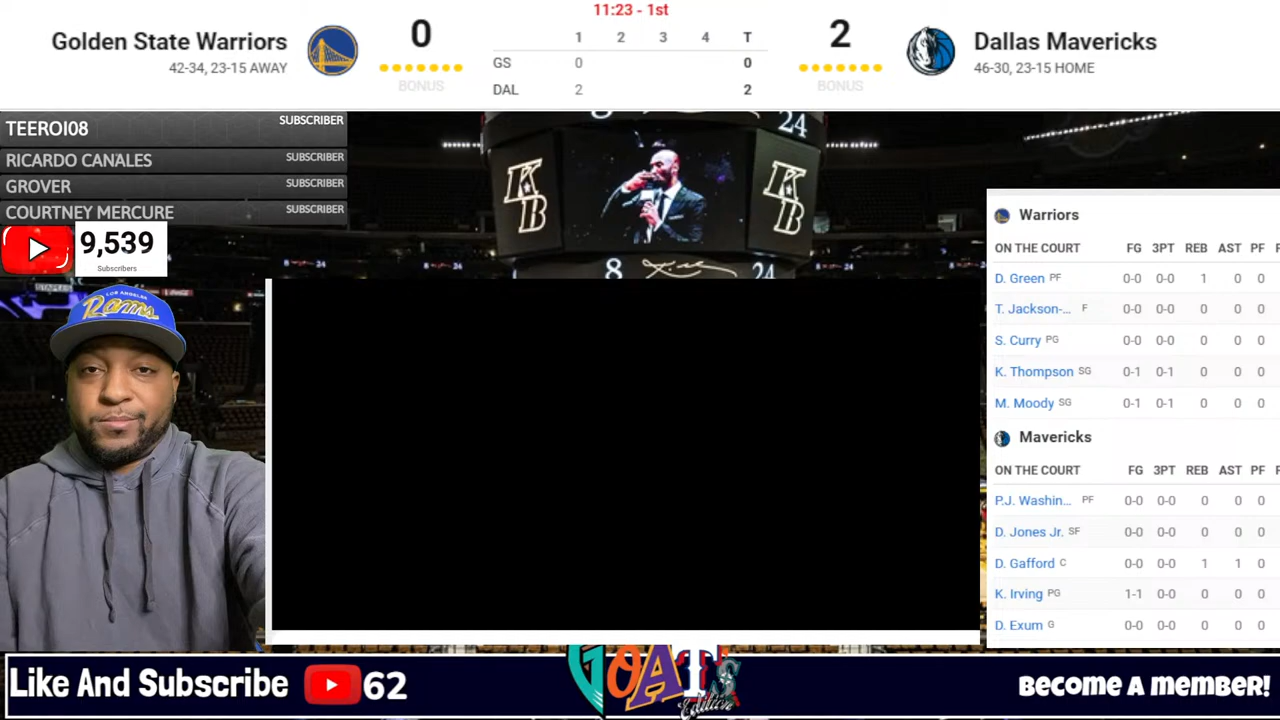 11:23 - 1st
Golden State Warriors
42-34, 23-15 AWAY
0
BONUS
1 2 3 4 T
GS 0 0
DAL 2 2
2
BONUS
Dallas Mavericks
46-30, 23-15 HOME
TEEROI08 SUBSCRIBER
RICARDO CANALES SUBSCRIBER
GROVER SUBSCRIBER
COURTNEY MERCURE SUBSCRIBER
9,539
Subscribers
24
KB
KB
8 24
8 24
STAPLES
LOS ANGELES
Rams
Warriors
ON THE COURT FG 3PT REB AST PF
D. Green PF 0-0 0-0 1 0 0
T. Jackson-... F 0-0 0-0 0 0 0
S. Curry PG 0-0 0-0 0 0 0
K. Thompson SG 0-1 0-1 0 0 0
M. Moody SG 0-1 0-1 0 0 0
Mavericks
ON THE COURT FG 3PT REB AST PF
P.J. Washin... PF 0-0 0-0 0 0 0
D. Jones Jr. SF 0-0 0-0 0 0 0
D. Gafford C 0-0 0-0 1 1 0
K. Irving PG 1-1 0-0 0 0 0
D. Exum G 0-0 0-0 0 0 0
Like And Subscribe 62
GOATS
Edition
BECOME A MEMBER!